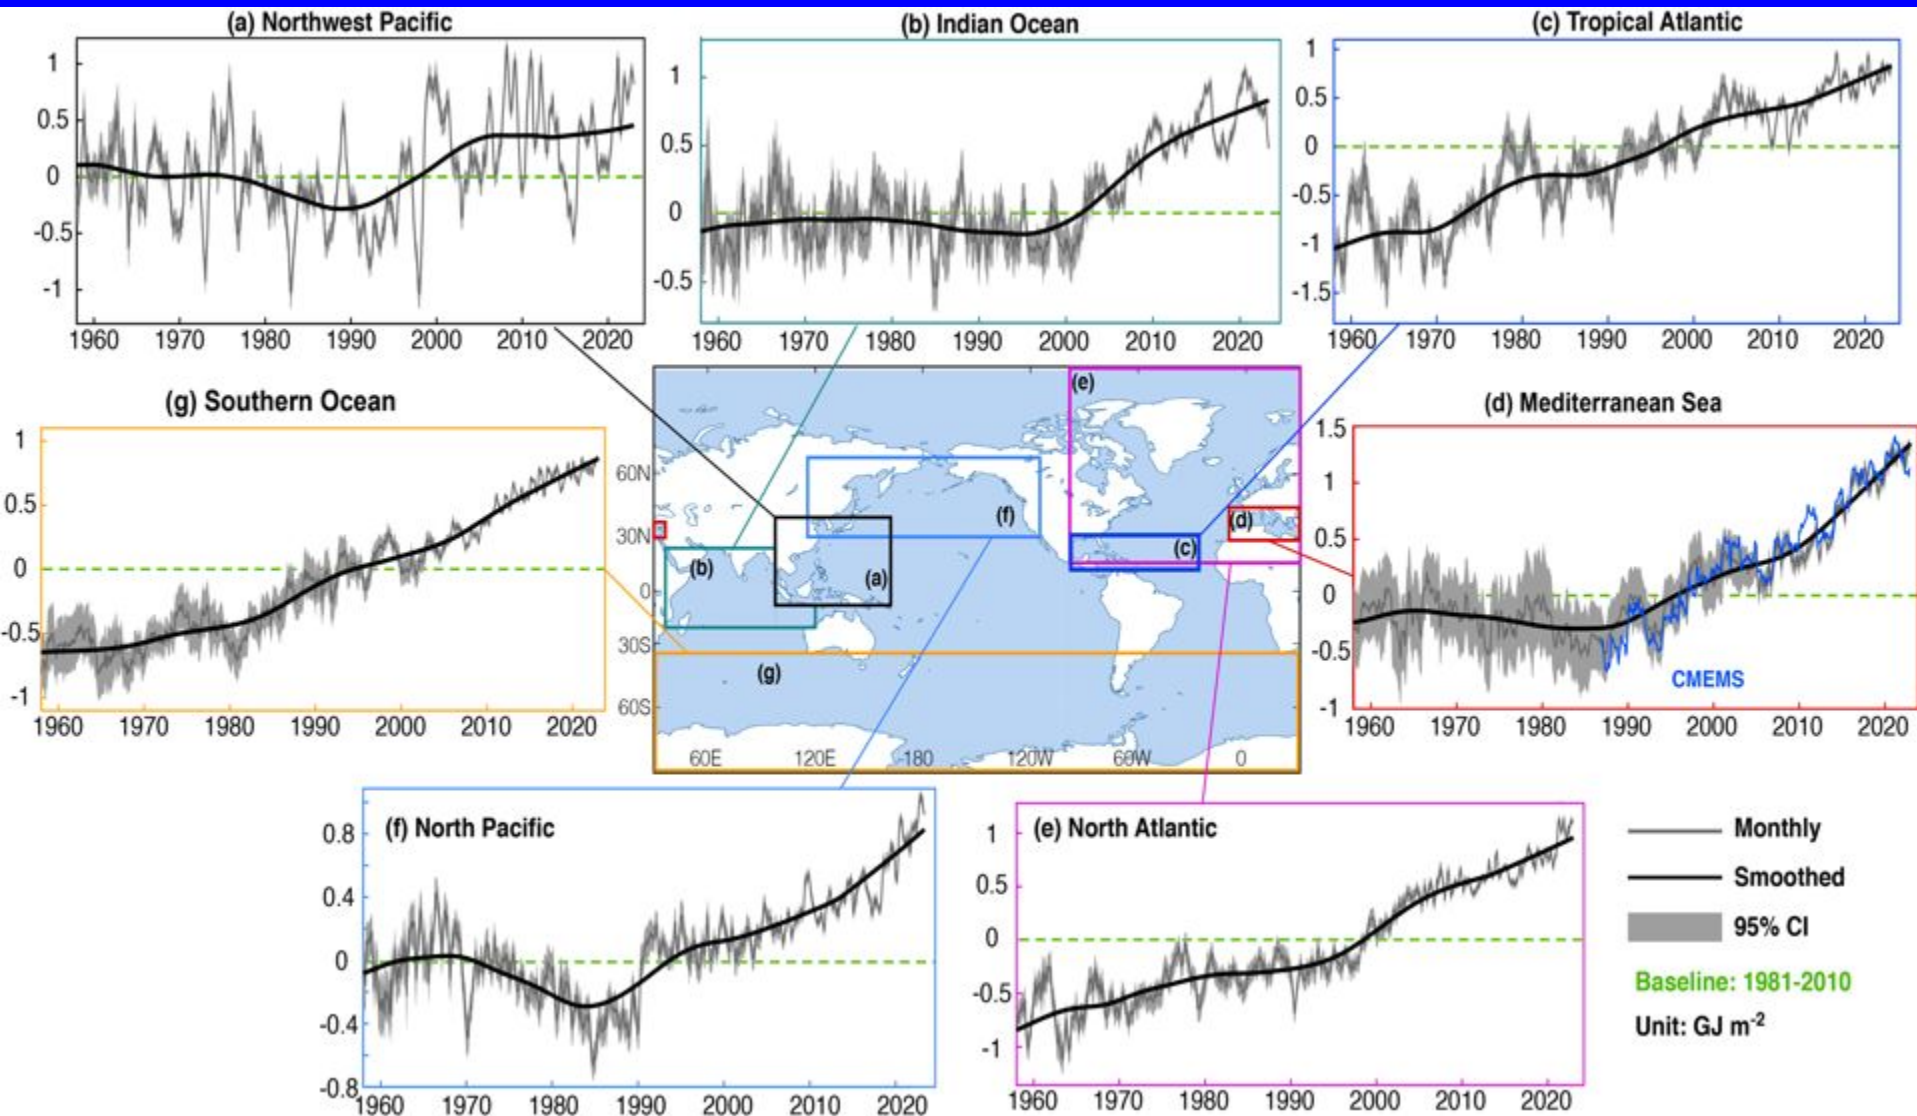 (a) Northwest Pacific
1
0.5
0
-0.5
-1
1960 1970 1980 1990 2000 2010 2020
(b) Indian Ocean
1
0.5
0
-0.5
1960 1970 1980 1990 2000 2010 2020
(c) Tropical Atlantic
1
0.5
0
-0.5
-1
-1.5
1960 1970 1980 1990 2000 2010 2020
(g) Southern Ocean
1
0.5
0
-0.5
-1
1960 1970 1980 1990 2000 2010 2020
60N
30N
0
30S
60S
60E 120E 180 120W 60W 0
(e)
(f)
(d)
(c)
(b)
(a)
(g)
(d) Mediterranean Sea
1.5
1
0.5
0
-0.5
-1
CMEMS
1960 1970 1980 1990 2000 2010 2020
(f) North Pacific
0.8
0.4
0
-0.4
-0.8
1960 1970 1980 1990 2000 2010 2020
(e) North Atlantic
1
0.5
0
-0.5
-1
1960 1970 1980 1990 2000 2010 2020
Monthly
Smoothed
95% CI
Baseline: 1981-2010
Unit: GJ m-2